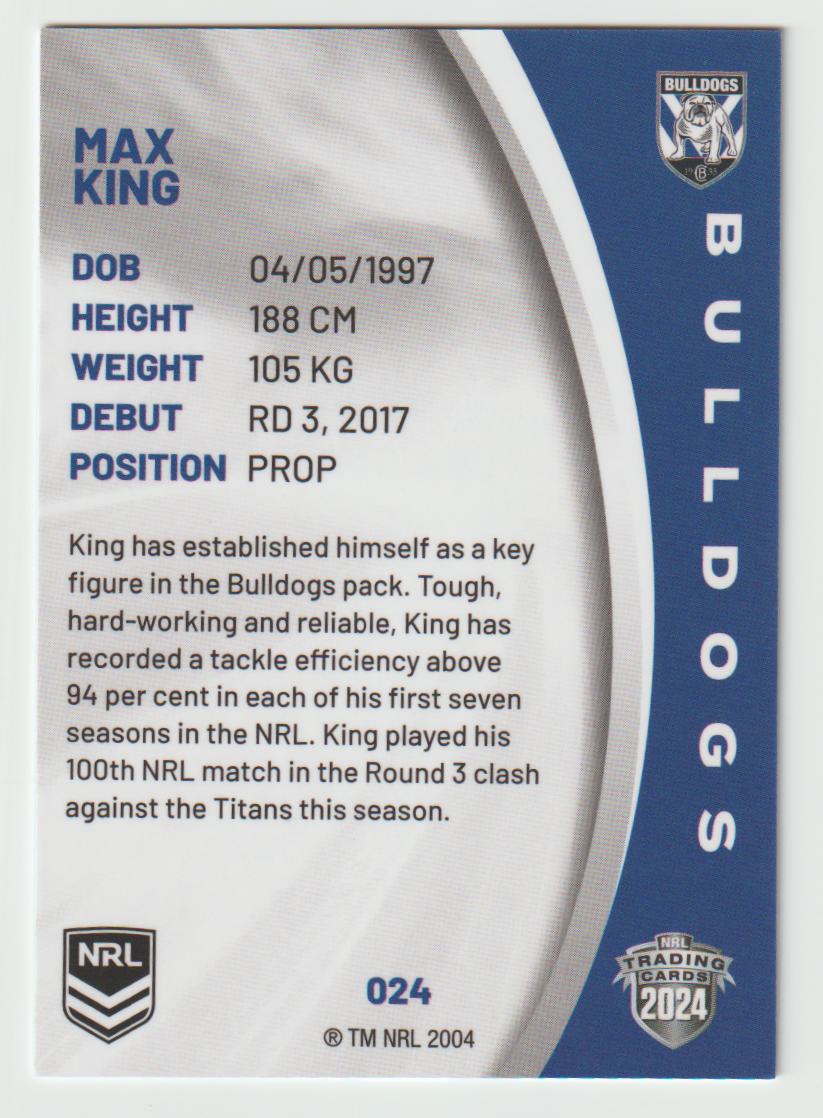 MAX
KING
DOB 04/05/1997
HEIGHT 188 CM
WEIGHT 105 KG
DEBUT RD 3, 2017
POSITION PROP
King has established himself as a key
figure in the Bulldogs pack. Tough,
hard-working and reliable, King has
recorded a tackle efficiency above
94 per cent in each of his first seven
seasons in the NRL. King played his
100th NRL match in the Round 3 clash
against the Titans this season.
NRL
024
® TM NRL 2004
BULLDOGS
19 CB 35
BULLDOGS
NRL
TRADING
CARDS
2024